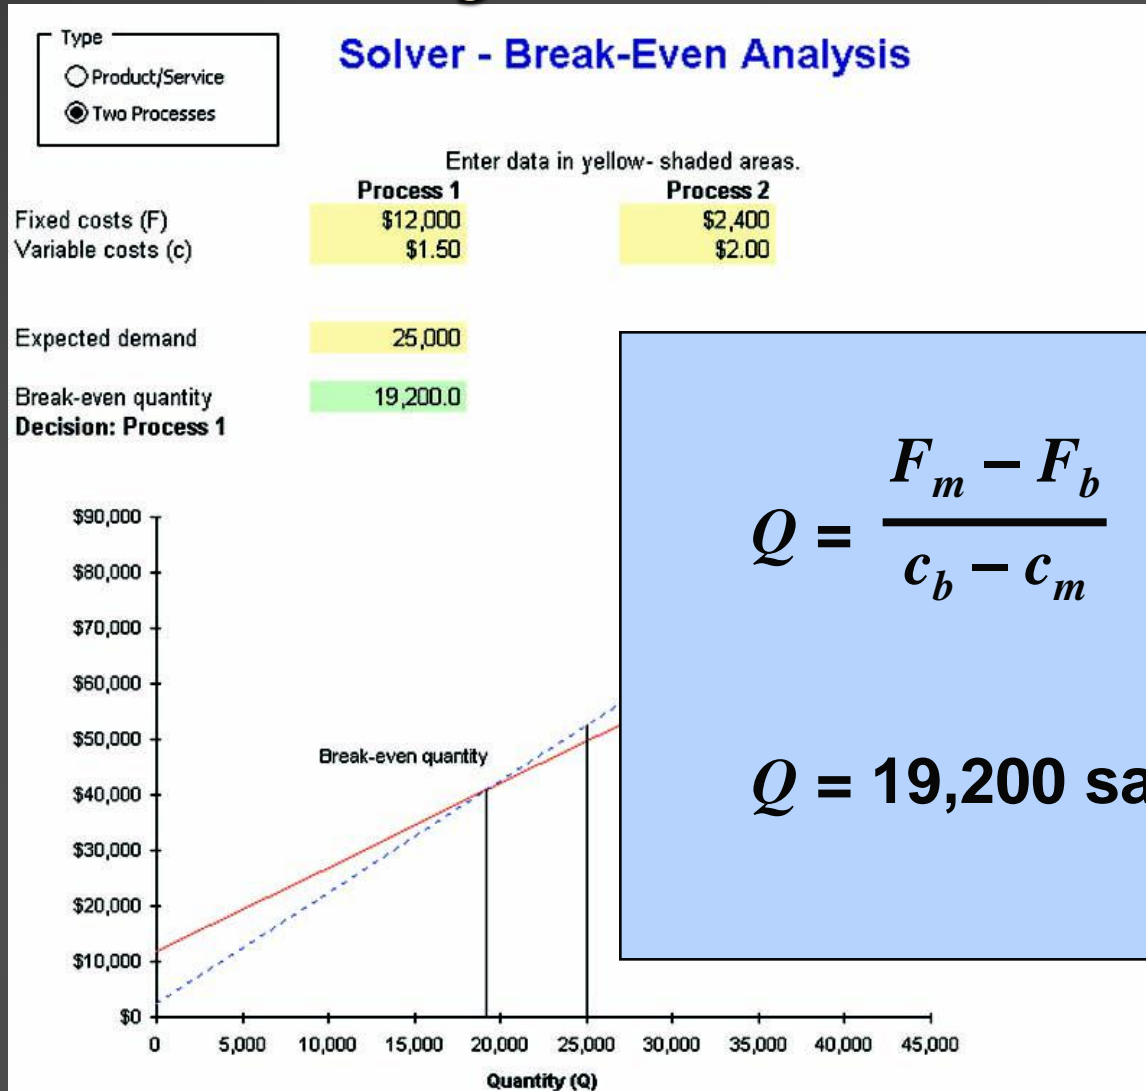 Type
Product/Service
Two Processes
Solver - Break-Even Analysis
Enter data in yellow- shaded areas.
Process 1 Process 2
Fixed costs (F) $12,000 $2,400
Variable costs (c) $1.50 $2.00
Expected demand 25,000
Break-even quantity 19,200.0
Decision: Process 1
Q = F_m – F_b
c_b – c_m
Q = 19,200 sa
$90,000
$80,000
$70,000
$60,000
$50,000
Break-even quantity
$40,000
$30,000
$20,000
$10,000
$0
0 5,000 10,000 15,000 20,000 25,000 30,000 35,000 40,000 45,000
Quantity (Q)